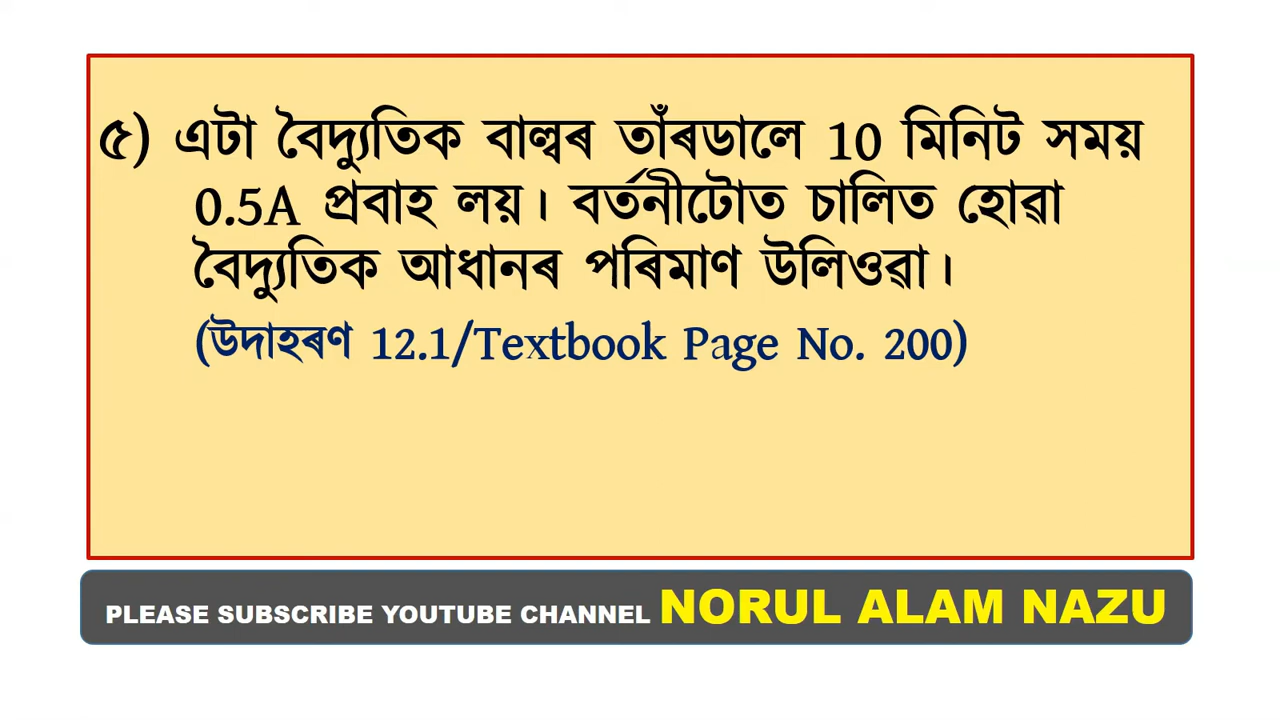 ৫) এটা বৈদ্যুতিক বাল্বৰ তাঁৰডালে 10 মিনিট সময়
0.5A প্ৰবাহ লয়। বৰ্তনীটোত চালিত হোৱা
বৈদ্যুতিক আধানৰ পৰিমাণ উলিওৱা।
(উদাহৰণ 12.1/Textbook Page No. 200)
PLEASE SUBSCRIBE YOUTUBE CHANNEL NORUL ALAM NAZU